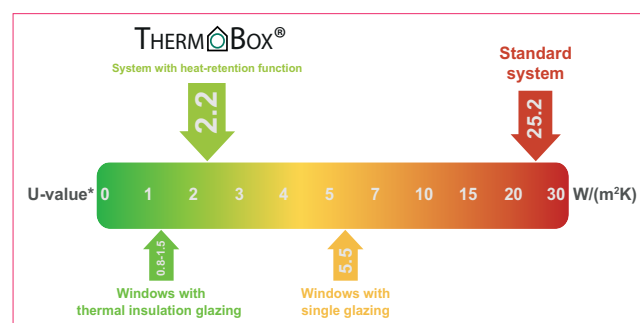 THERMOBOX®
System with heat-retention function
2.2
Standard
system
25.2
U-value* 0 1 2 3 4 5 7 10 15 20 30 W/(m²K)
0.8-1.5
Windows with
thermal insulation glazing
5.5
Windows with
single glazing